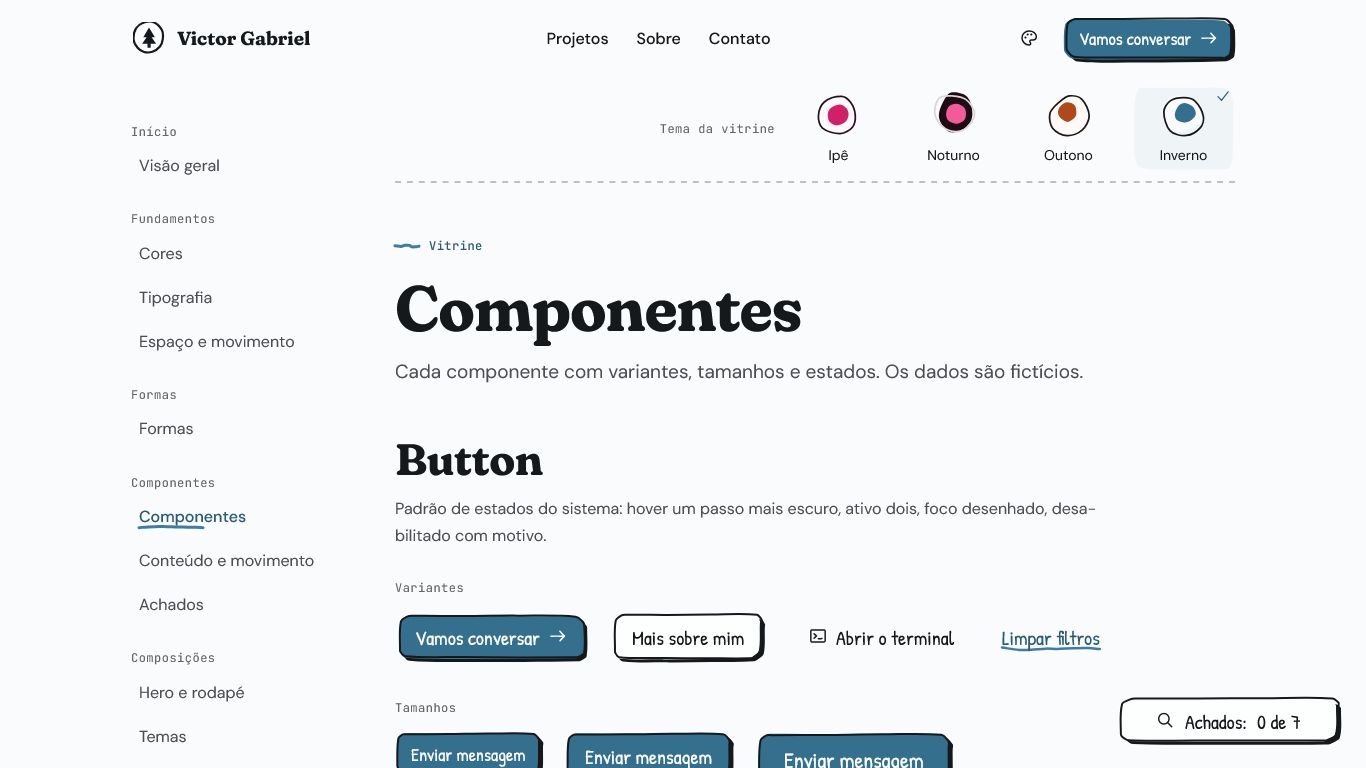 Victor Gabriel
Projetos
Sobre
Contato
Vamos conversar
Início
Visão geral
Fundamentos
Cores
Tipografia
Espaço e movimento
Formas
Formas
Componentes
Componentes
Conteúdo e movimento
Achados
Composições
Hero e rodapé
Temas
Tema da vitrine
Ipê
Noturno
Outono
Inverno
Vitrine
Componentes
Cada componente com variantes, tamanhos e estados. Os dados são fictícios.
Button
Padrão de estados do sistema: hover um passo mais escuro, ativo dois, foco desenhado, desa-
bilitado com motivo.
Variantes
Vamos conversar
Mais sobre mim
Abrir o terminal
Limpar filtros
Tamanhos
Enviar mensagem
Enviar mensagem
Enviar mensagem
Achados: 0 de 7